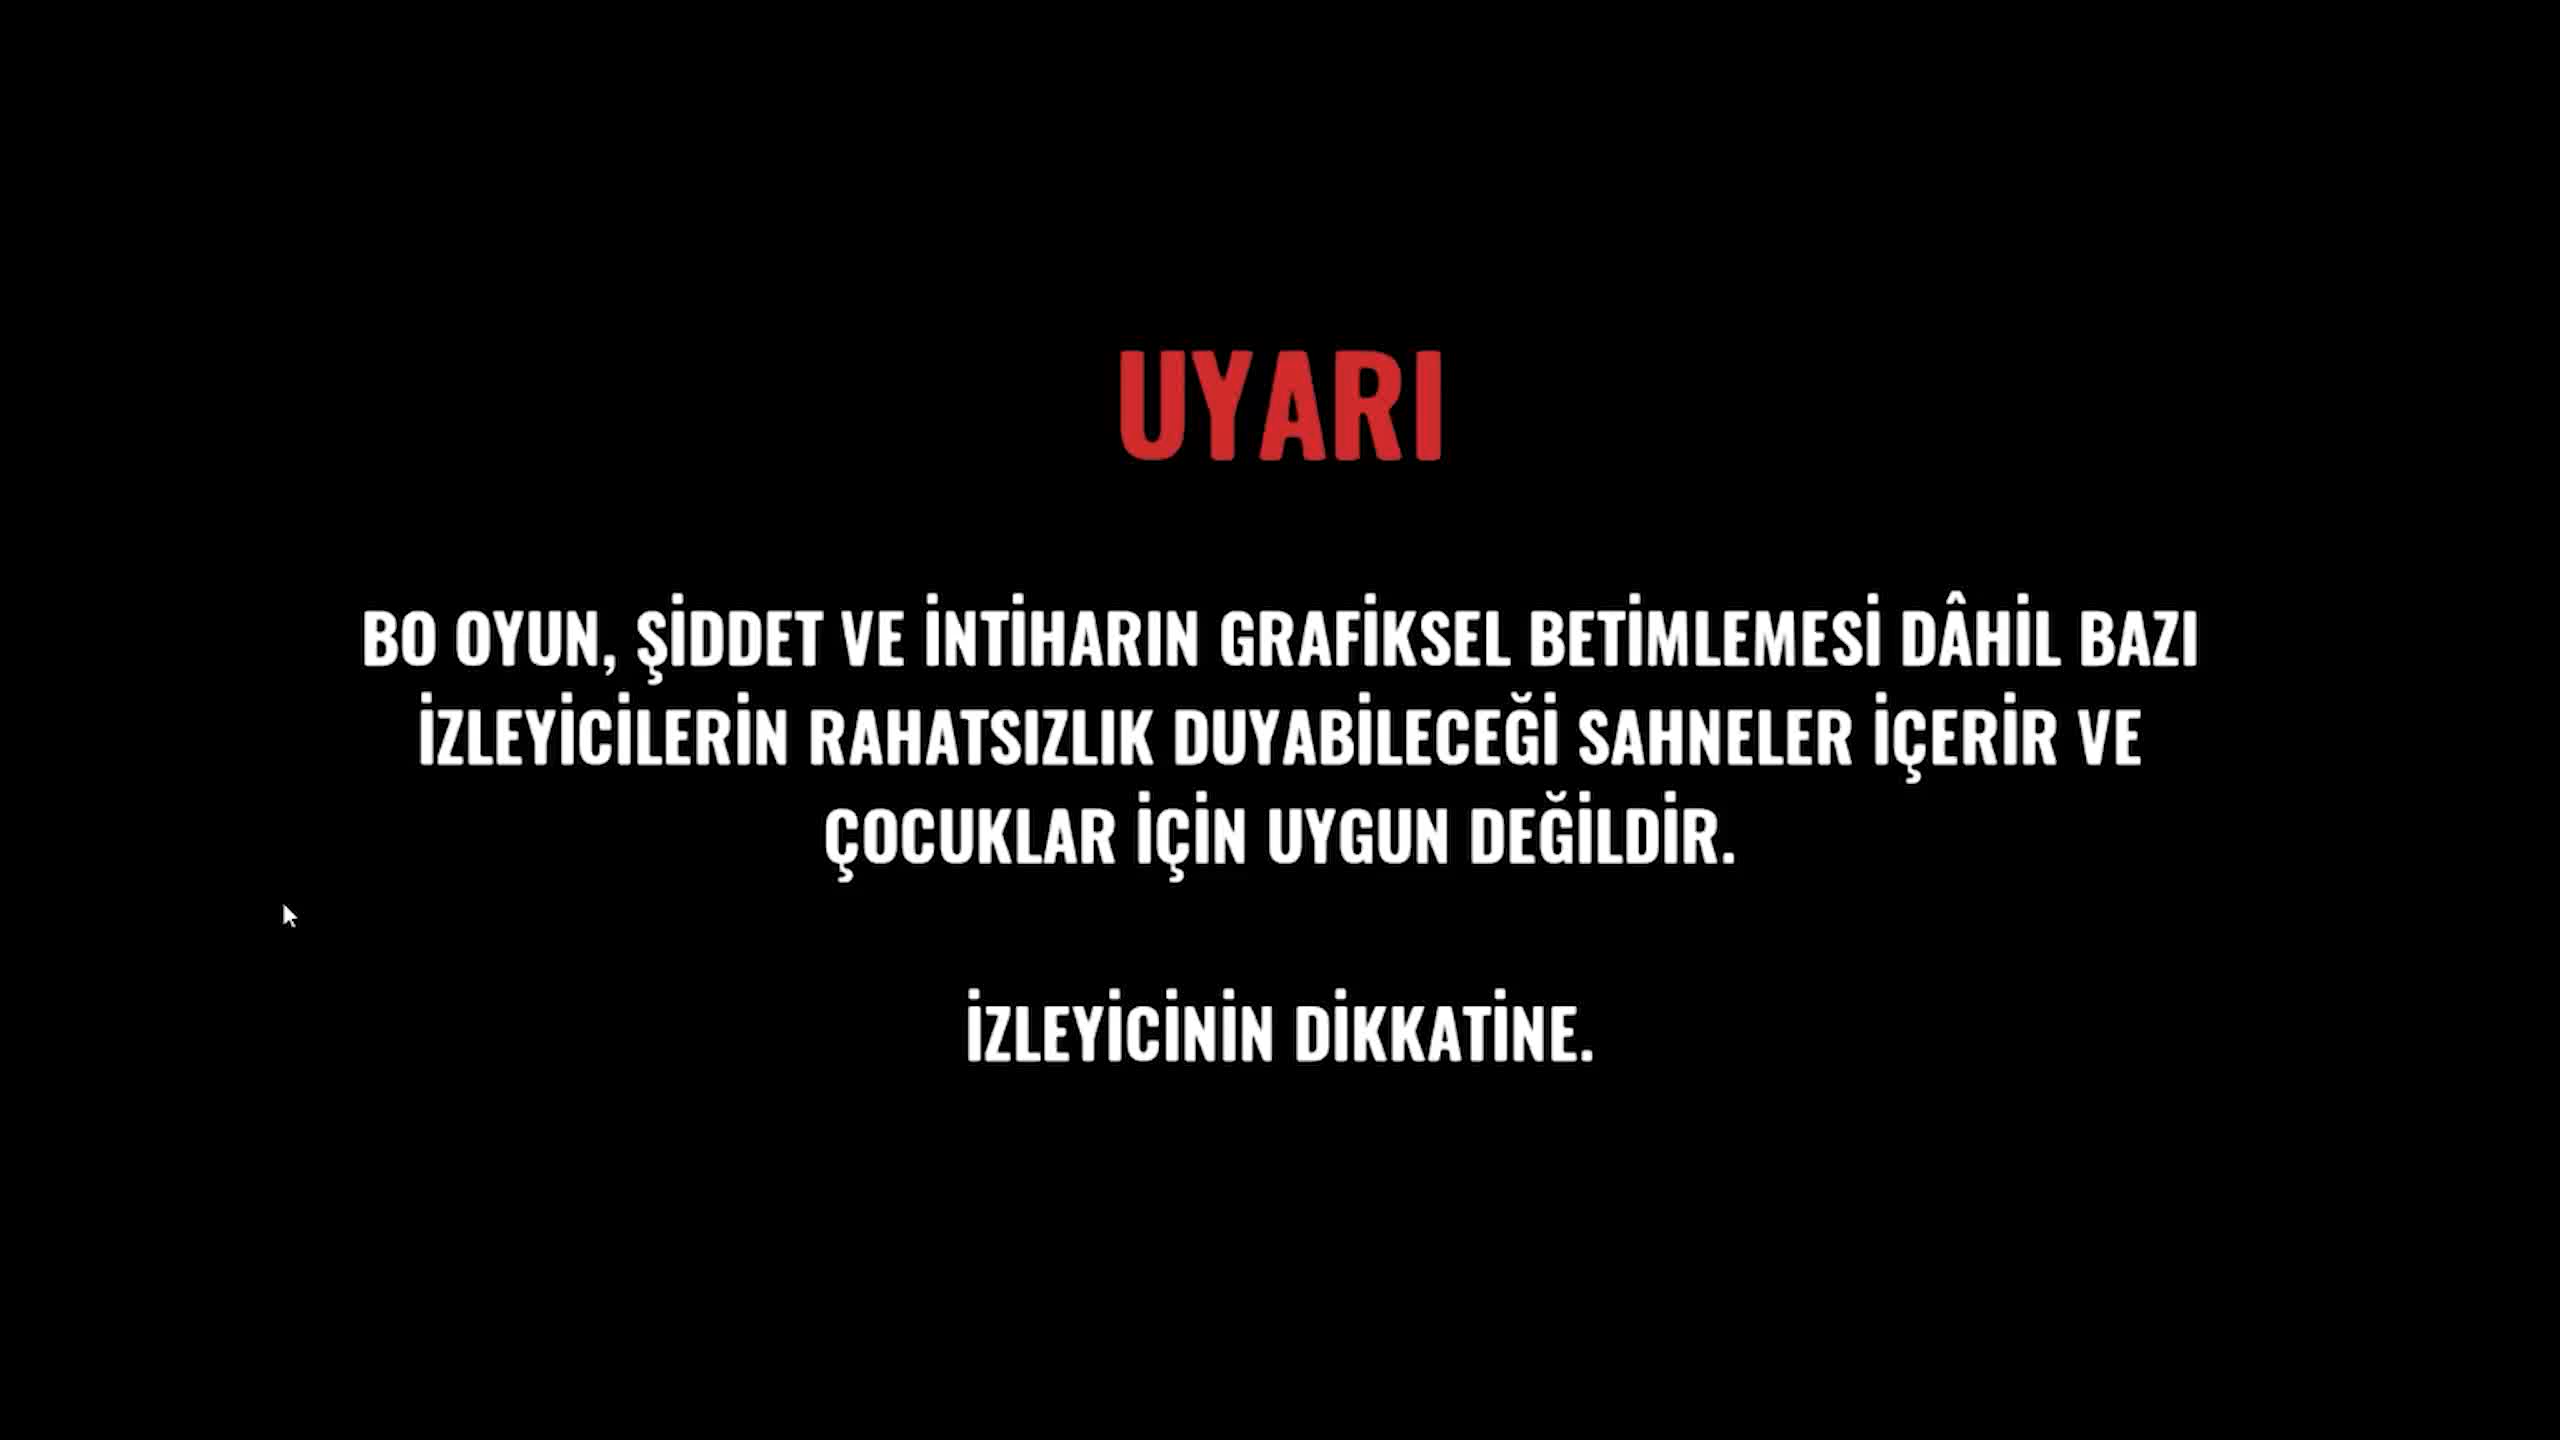 UYARI
BO OYUN, ŞİDDET VE İNTİHARIN GRAFİKSEL BETİMLEMESİ DÂHİL BAZI
İZLEYİCİLERİN RAHATSIZLIK DUYABİLECEĞİ SAHNELER İÇERİR VE
ÇOCUKLAR İÇİN UYGUN DEĞİLDİR.
İZLEYİCİNİN DİKKATİNE.